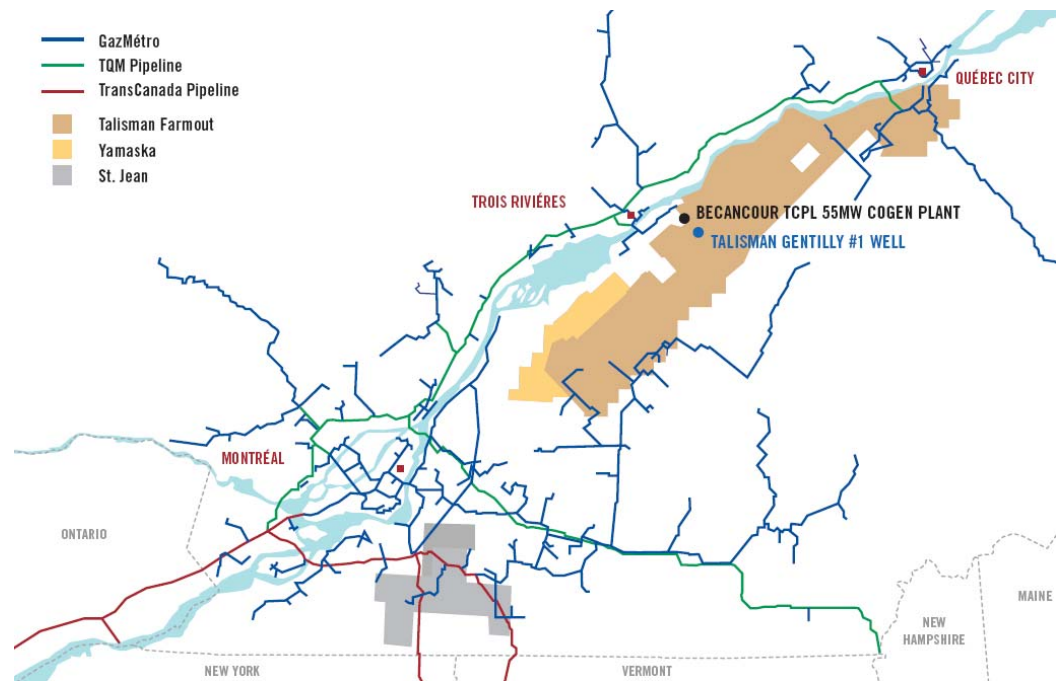 GazMétro
TQM Pipeline
TransCanada Pipeline
Talisman Farmout
Yamaska
St. Jean
QUÉBEC CITY
TROIS RIVIÉRES
BECANCOUR TCPL 55MW COGEN PLANT
TALISMAN GENTILLY #1 WELL
MONTRÉAL
ONTARIO
MAINE
NEW
HAMPSHIRE
NEW YORK
VERMONT